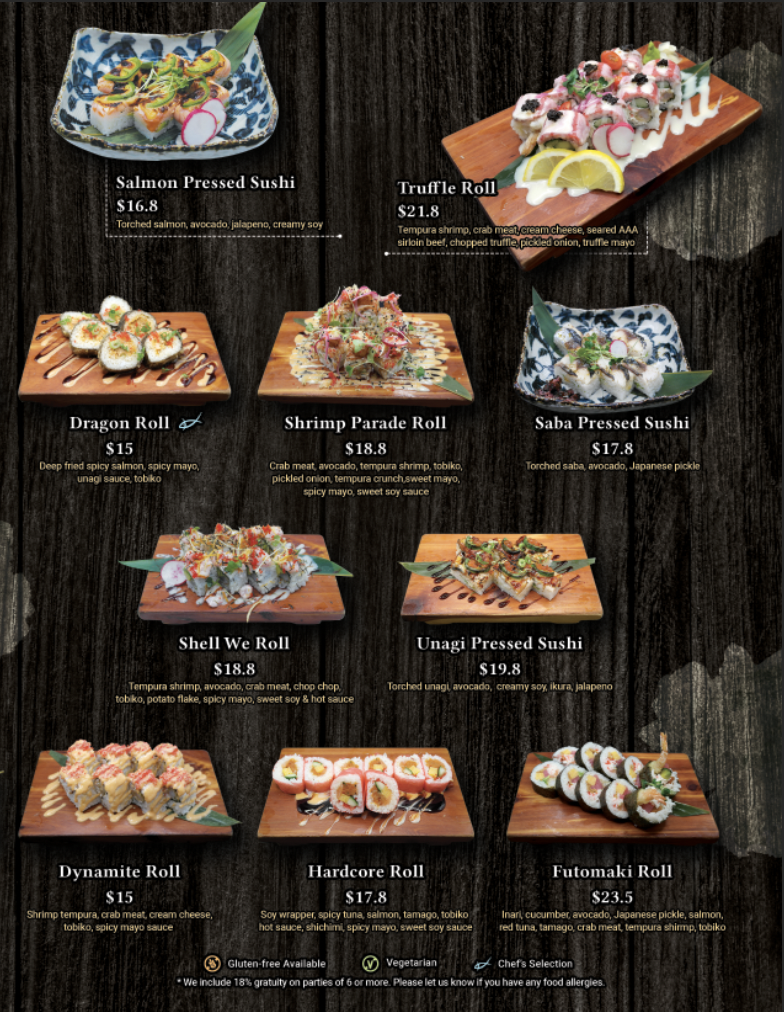 Salmon Pressed Sushi
$16.8
Torched salmon, avocado, jalapeno, creamy soy
Truffle Roll
$21.8
Tempura shrimp, crab meat, cream cheese, seared AAA
sirloin beef, chopped truffle, pickled onion, truffle mayo
Dragon Roll
$15
Deep fried spicy salmon, spicy mayo,
unagi sauce, tobiko
Shrimp Parade Roll
$18.8
Crab meat, avocado, tempura shrimp, tobiko,
pickled onion, tempura crunch,sweet mayo,
spicy mayo, sweet soy sauce
Saba Pressed Sushi
$17.8
Torched saba, avocado, Japanese pickle
Shell We Roll
$18.8
Tempura shrimp, avocado, crab meat, chop chop,
tobiko, potato flake, spicy mayo, sweet soy & hot sauce
Unagi Pressed Sushi
$19.8
Torched unagi, avocado, creamy soy, ikura, jalapeno
Dynamite Roll
$15
Shrimp tempura, crab meat, cream cheese,
tobiko, spicy mayo sauce
Hardcore Roll
$17.8
Soy wrapper, spicy tuna, salmon, tamago, tobiko
hot sauce, shichimi, spicy mayo, sweet soy sauce
Futomaki Roll
$23.5
Inari, cucumber, avocado, Japanese pickle, salmon,
red tuna, tamago, crab meat, tempura shirmp, tobiko
Gluten-free Available
Vegetarian
Chef's Selection
* We include 18% gratuity on parties of 6 or more. Please let us know if you have any food allergies.